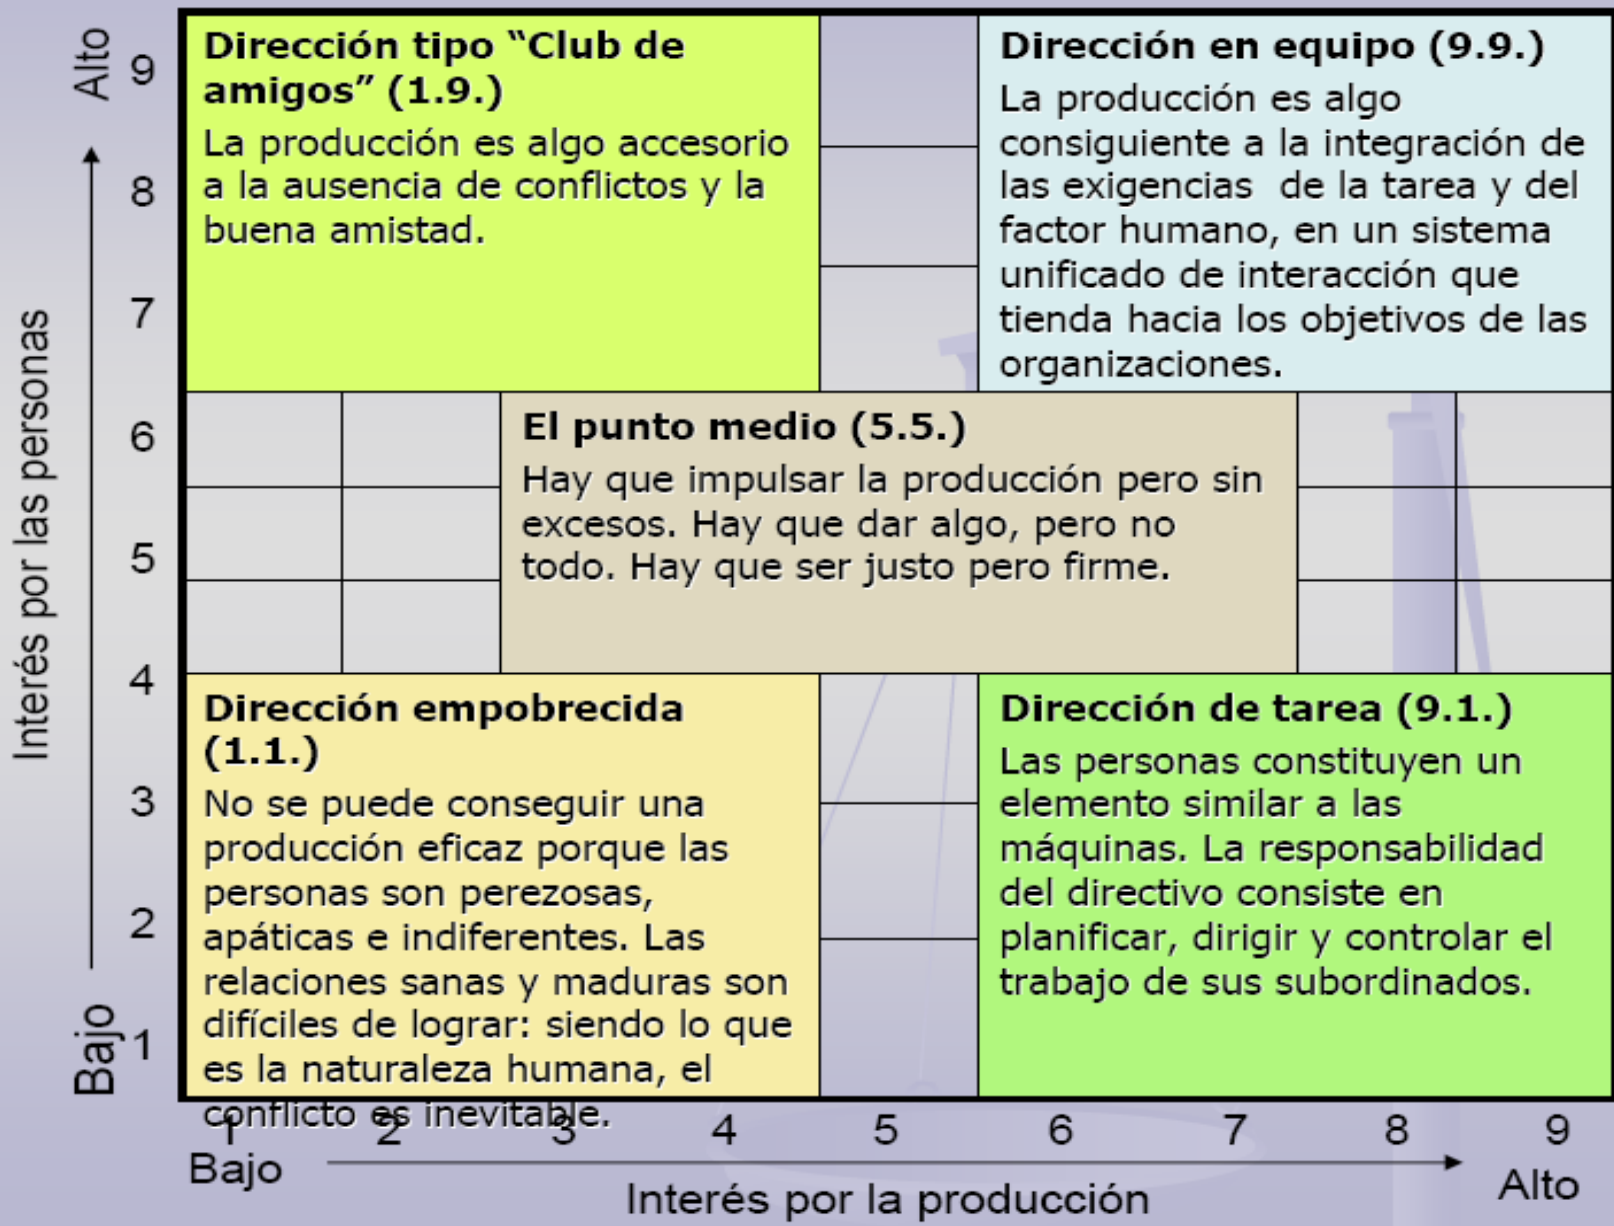 Alto
9
8
7
6
5
4
3
2
1
Bajo
Interés por las personas
Dirección tipo “Club de
amigos” (1.9.)
La producción es algo accesorio
a la ausencia de conflictos y la
buena amistad.
Dirección en equipo (9.9.)
La producción es algo
consiguiente a la integración de
las exigencias de la tarea y del
factor humano, en un sistema
unificado de interacción que
tienda hacia los objetivos de las
organizaciones.
El punto medio (5.5.)
Hay que impulsar la producción pero sin
excesos. Hay que dar algo, pero no
todo. Hay que ser justo pero firme.
Dirección empobrecida
(1.1.)
No se puede conseguir una
producción eficaz porque las
personas son perezosas,
apáticas e indiferentes. Las
relaciones sanas y maduras son
difíciles de lograr: siendo lo que
es la naturaleza humana, el
conflicto es inevitable.
Dirección de tarea (9.1.)
Las personas constituyen un
elemento similar a las
máquinas. La responsabilidad
del directivo consiste en
planificar, dirigir y controlar el
trabajo de sus subordinados.
1 2 3 4 5 6 7 8 9
Bajo Alto
Interés por la producción